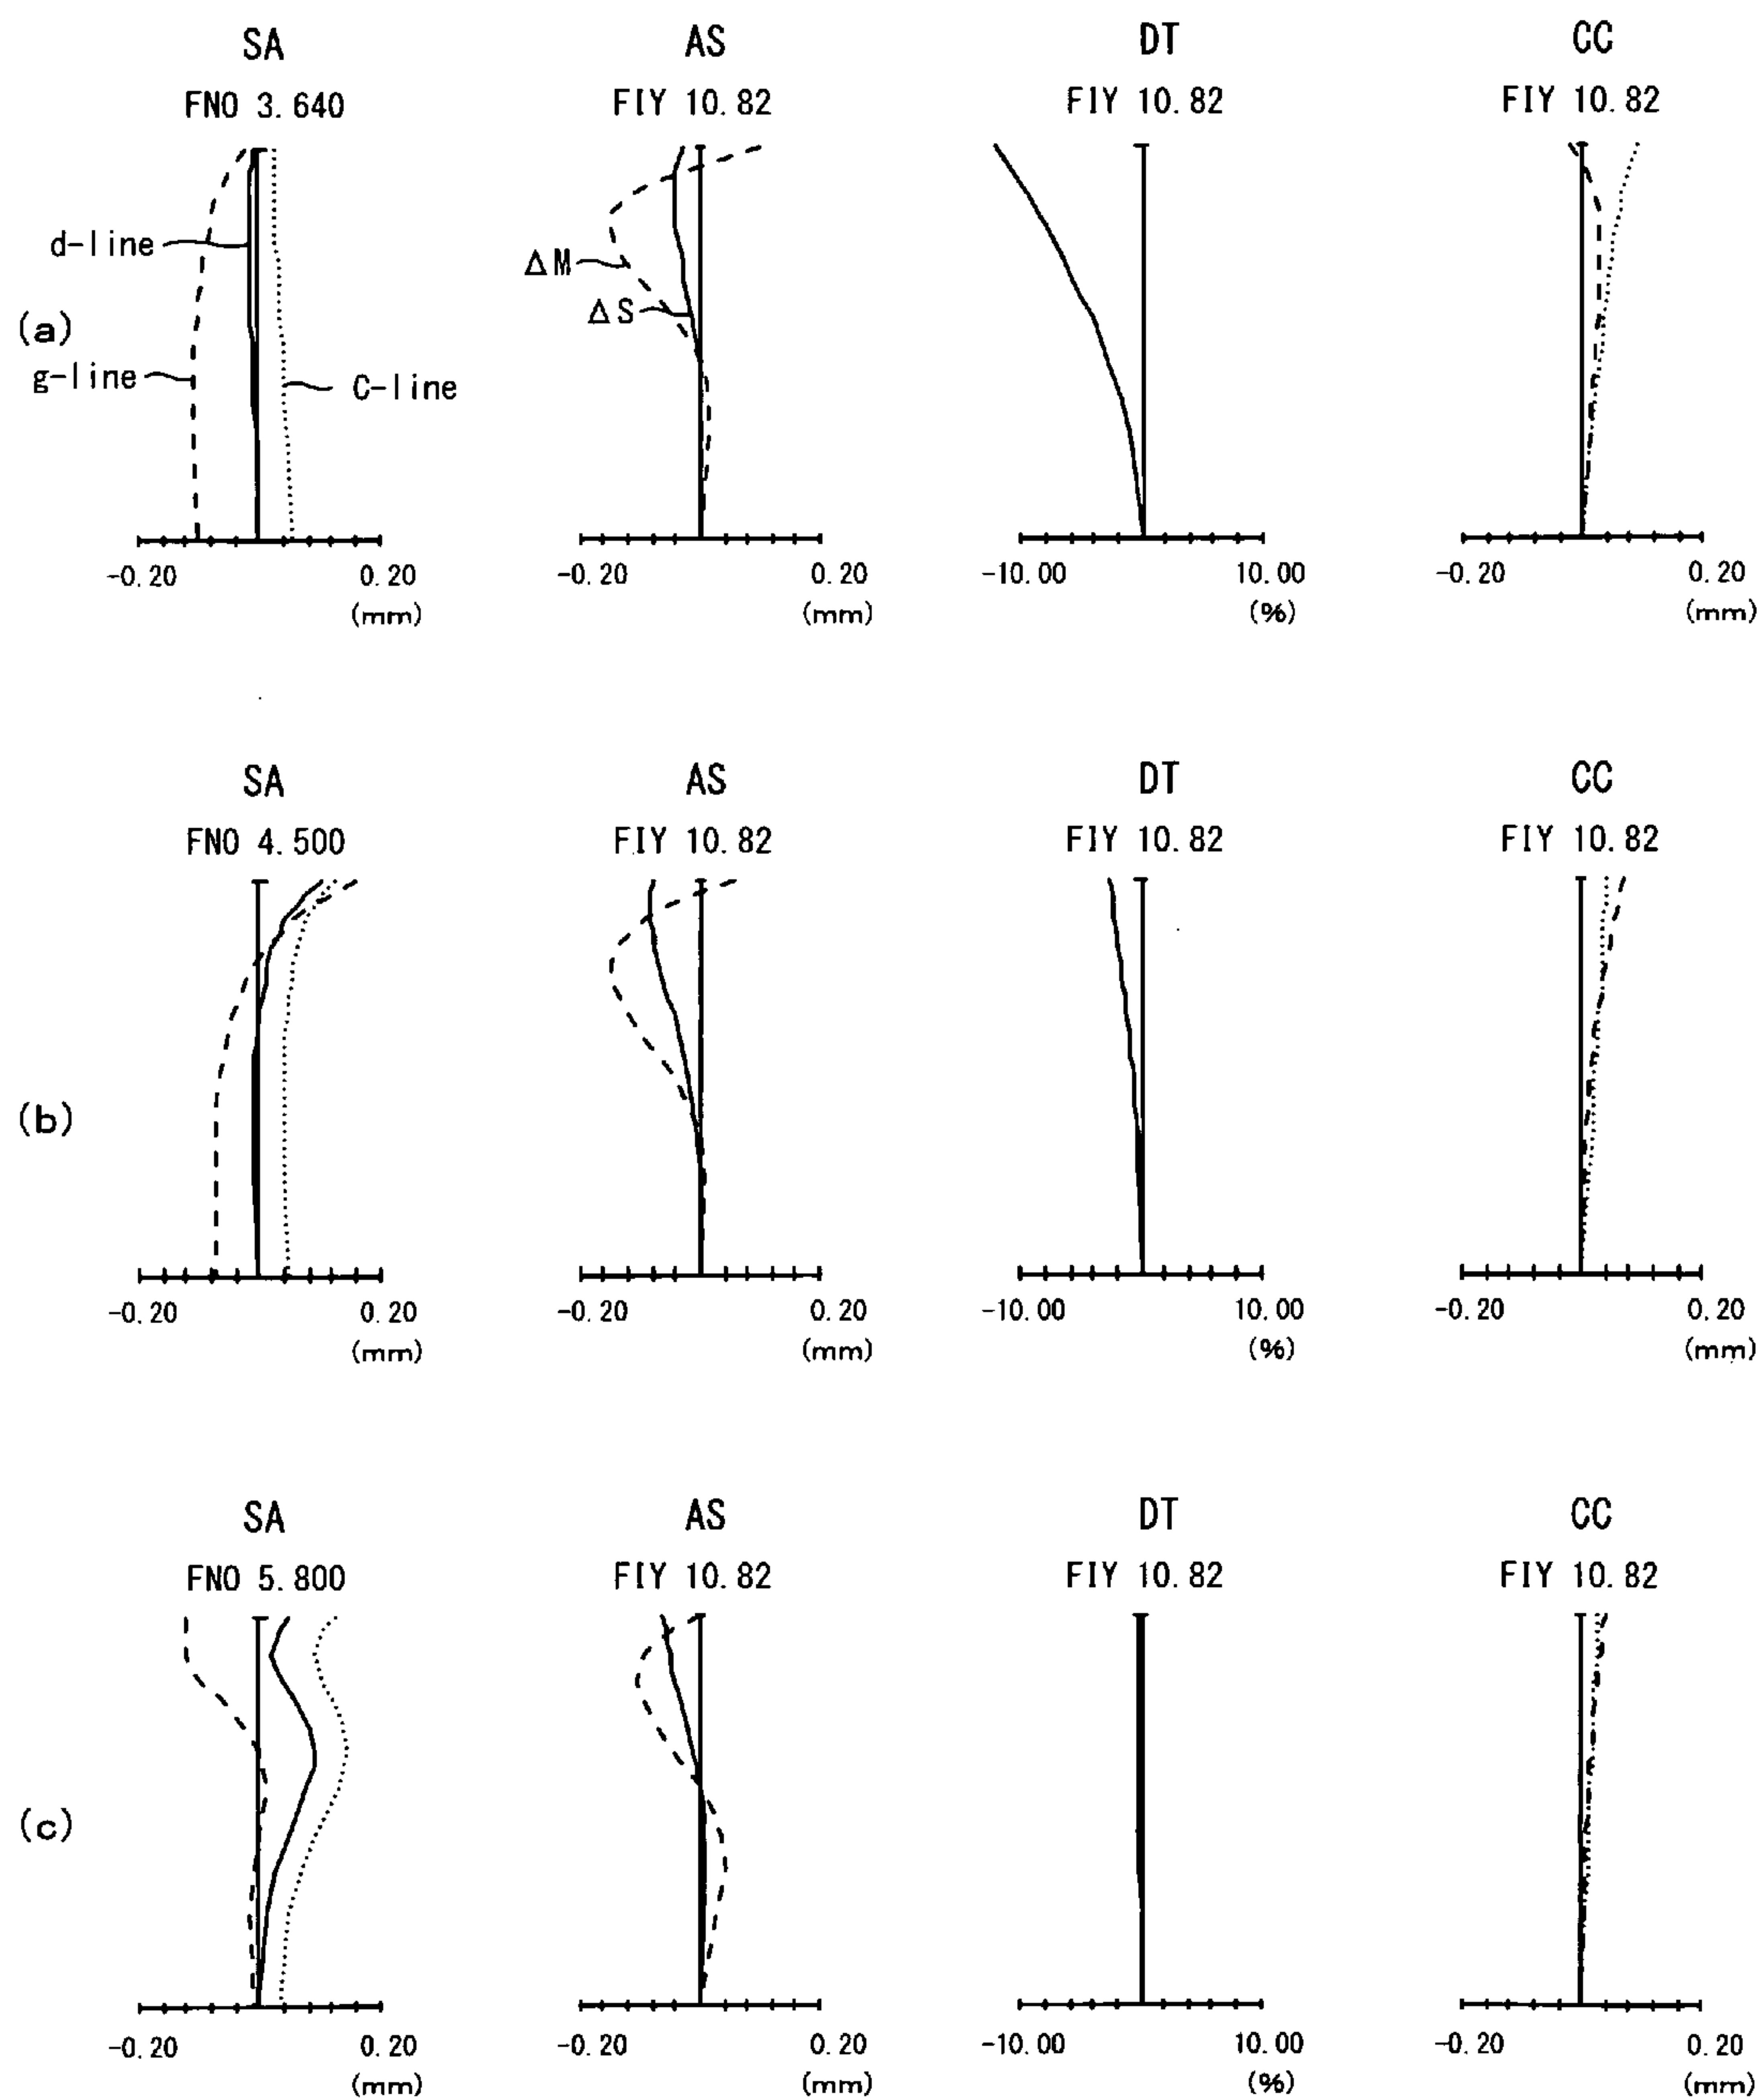 SA AS DT CC
FNO 3.640 FIY 10.82 FIY 10.82 FIY 10.82
d-line
ΔM
ΔS
(a)
g-line
C-line
-0.20 0.20 -0.20 0.20 -10.00 10.00 -0.20 0.20
(mm) (mm) (%) (mm)
SA AS DT CC
FNO 4.500 FIY 10.82 FIY 10.82 FIY 10.82
(b)
-0.20 0.20 -0.20 0.20 -10.00 10.00 -0.20 0.20
(mm) (mm) (%) (mm)
SA AS DT CC
FNO 5.800 FIY 10.82 FIY 10.82 FIY 10.82
(c)
-0.20 0.20 -0.20 0.20 -10.00 10.00 -0.20 0.20
(mm) (mm) (%) (mm)